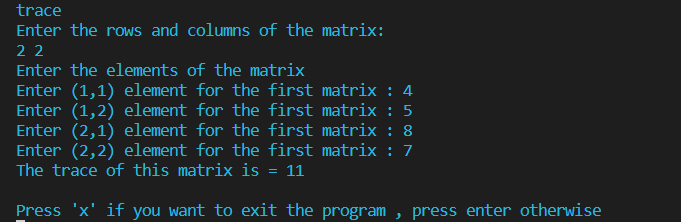 trace
Enter the rows and columns of the matrix:
2 2
Enter the elements of the matrix
Enter (1,1) element for the first matrix : 4
Enter (1,2) element for the first matrix : 5
Enter (2,1) element for the first matrix : 8
Enter (2,2) element for the first matrix : 7
The trace of this matrix is = 11
Press 'x' if you want to exit the program , press enter otherwise